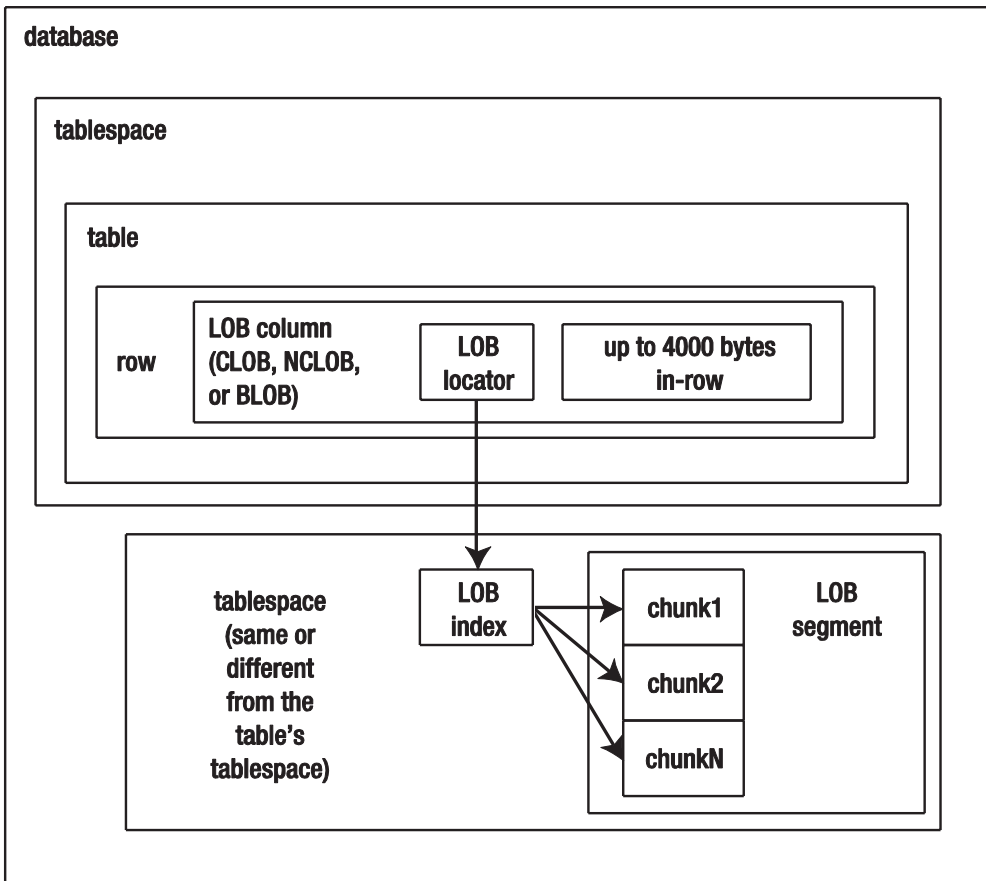 database
tablespace
table
row
LOB column
(CLOB, NCLOB,
or BLOB)
LOB
locator
up to 4000 bytes
in-row
tablespace
(same or
different
from the
table's
tablespace)
LOB
index
chunk1
chunk2
chunkN
LOB
segment